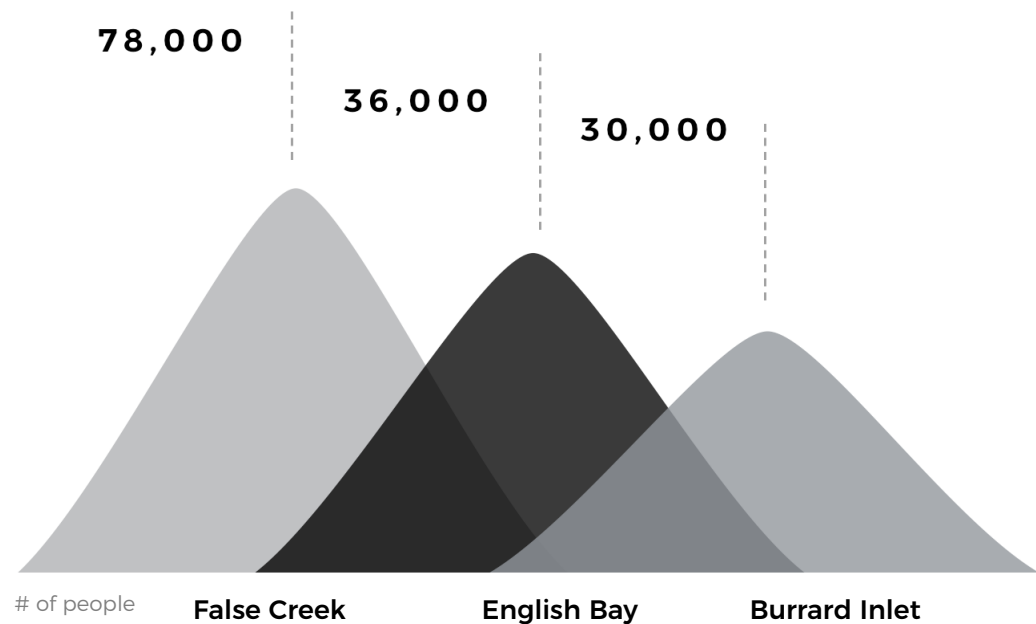 78,000
36,000
30,000
# of people
False Creek
English Bay
Burrard Inlet